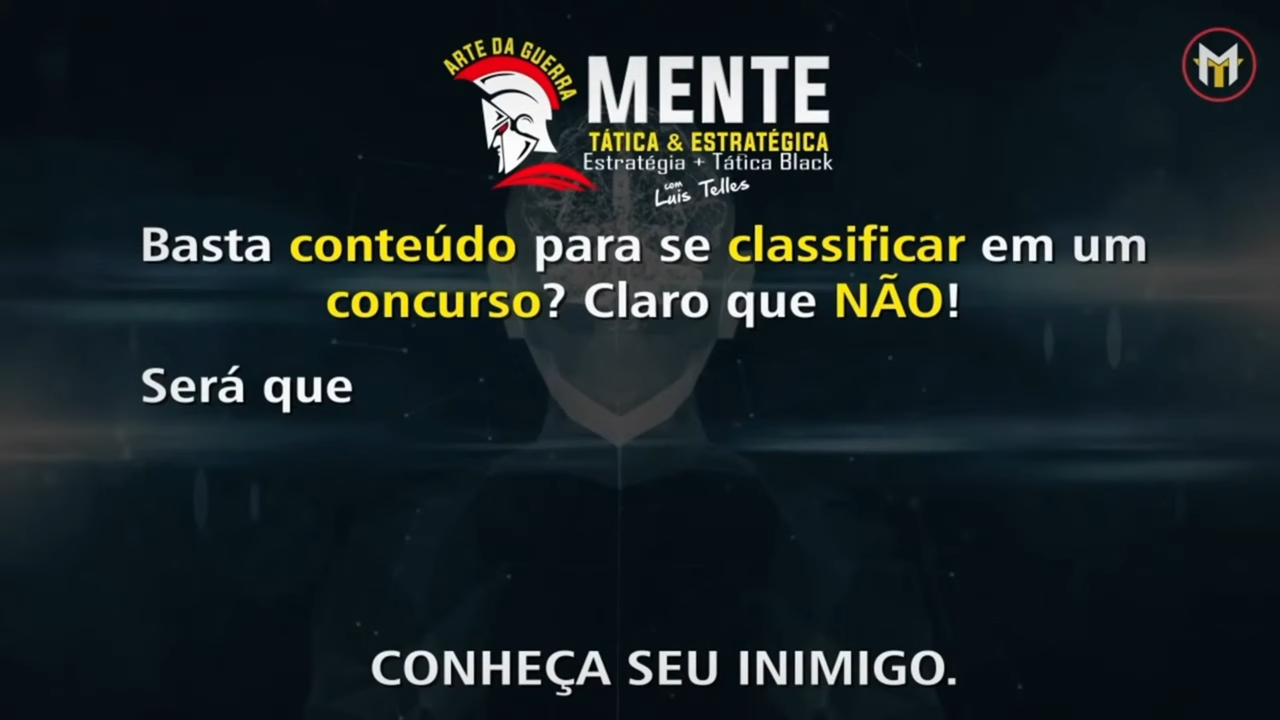 ARTE DA GUERRA
MENTE
TÁTICA & ESTRATÉGICA
Estratégia + Tática Black
com
Luis Telles
MT
Basta conteúdo para se classificar em um
concurso? Claro que NÃO!
Será que
CONHEÇA SEU INIMIGO.